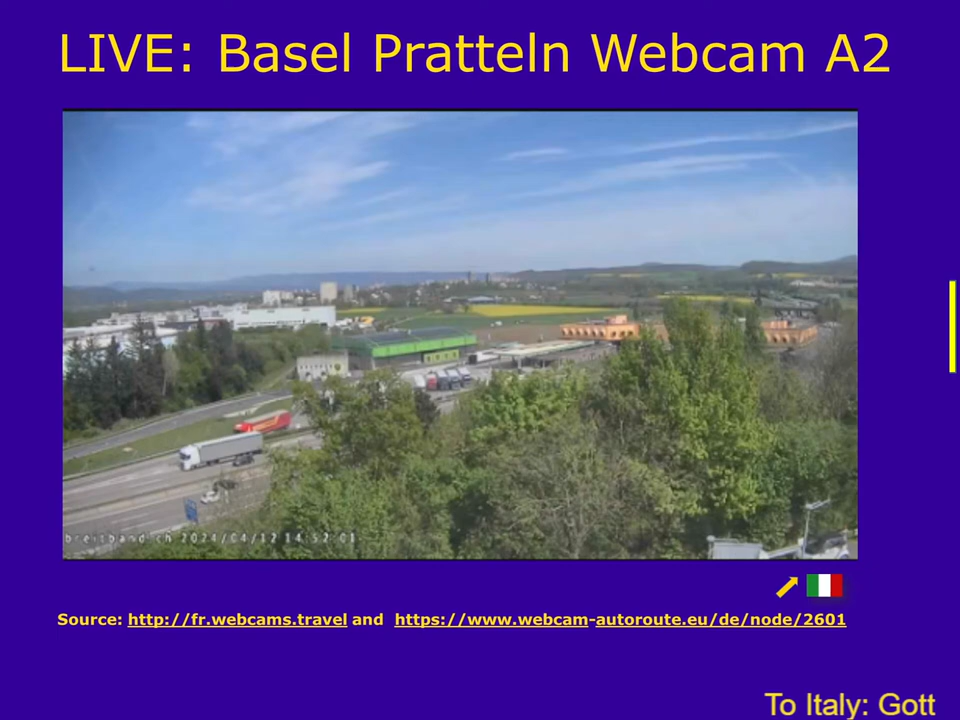 LIVE: Basel Pratteln Webcam A2
breitband.ch 2024/04/12 14:52:01
Source: http://fr.webcams.travel and https://www.webcam-autoroute.eu/de/node/2601
To Italy: Gott